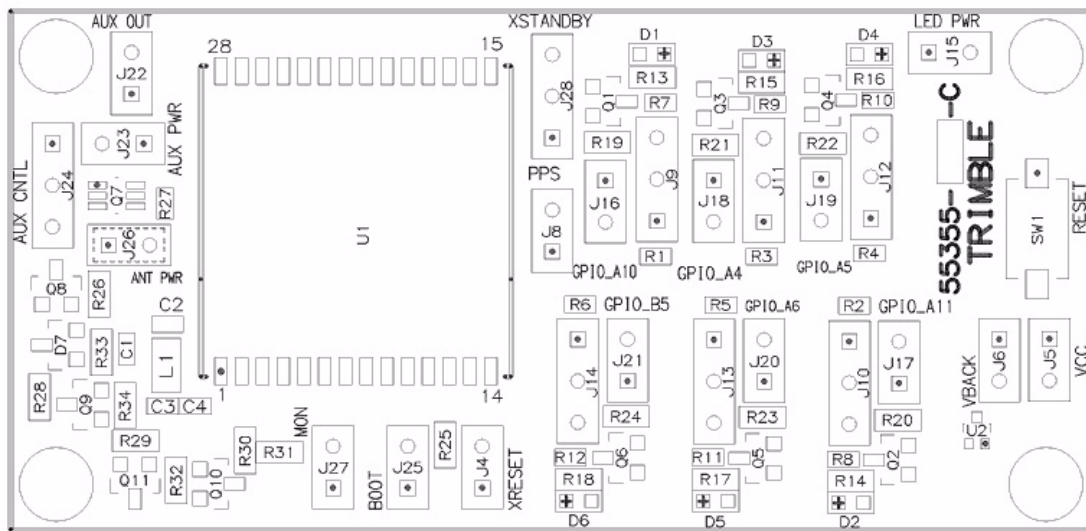 AUX OUT
XSTANDBY
LED PWR
28
15
D1
D3
D4
J22
J28
R13
R15
R16
J15
Q1
R7
Q3
R9
Q4
R10
J23
AUX PWR
R19
R21
R22
J24
AUX CNTL
J9
J11
J12
55355- -C
TRIMBLE
Q7
R27
PPS
J16
J18
J19
SW1
RESET
U1
J26
J8
R1
R3
R4
ANT PWR
GPIO_A10
GPIO_A4
GPIO_A5
Q8
R26
C2
R6
GPIO_B5
R5
GPIO_A6
R2
GPIO_A11
D7
R33
C1
L1
J14
J21
J13
J20
J10
J17
J6
J5
VBACK
VCC
R28
Q9
R34
C3
C4
1
14
R24
R23
R20
U2
R29
MON
R30
R31
J27
BOOT
J25
R25
J4
XRESET
R12
Q6
R11
Q5
R8
Q2
Q11
R32
Q10
R18
R17
R14
D6
D5
D2